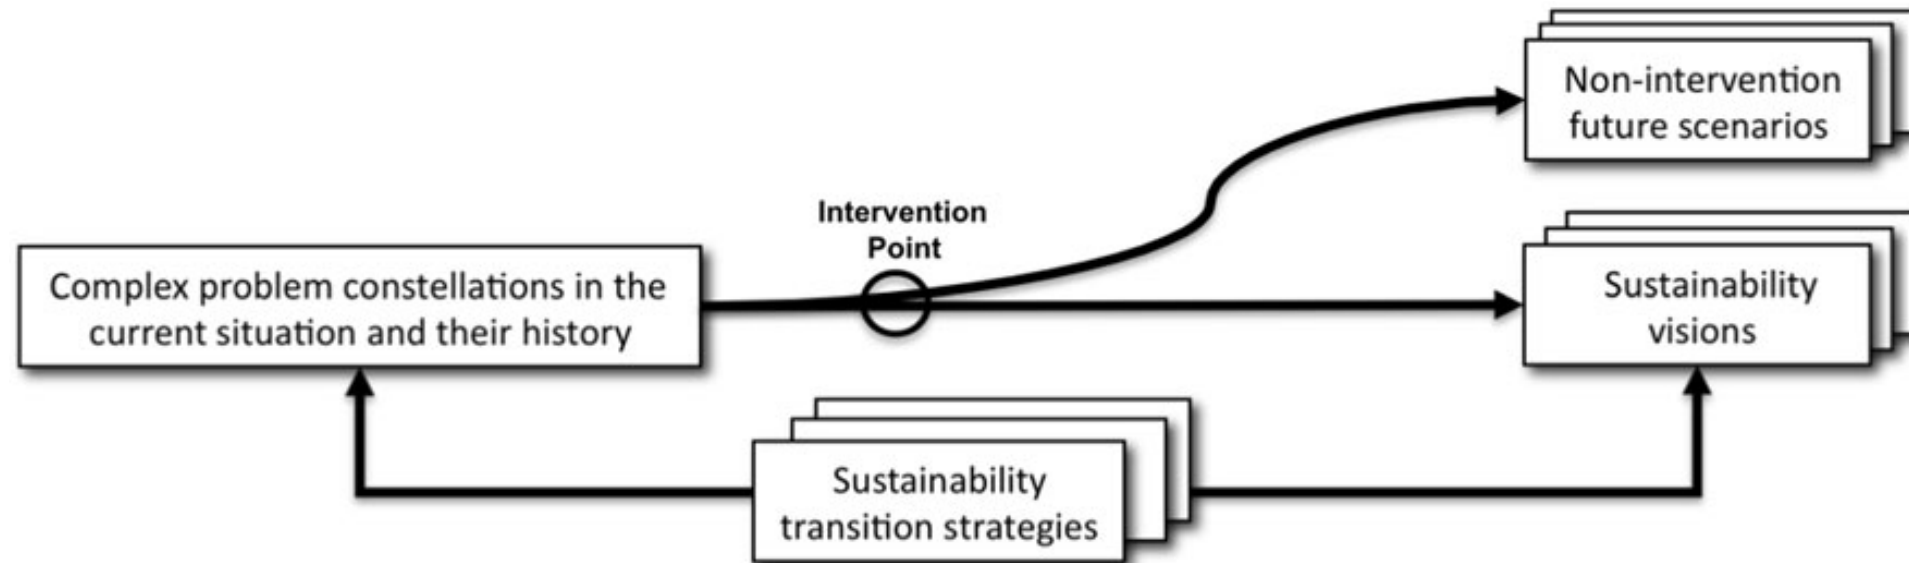 Non-intervention
future scenarios
Intervention
Point
Complex problem constellations in the
current situation and their history
Sustainability
visions
Sustainability
transition strategies